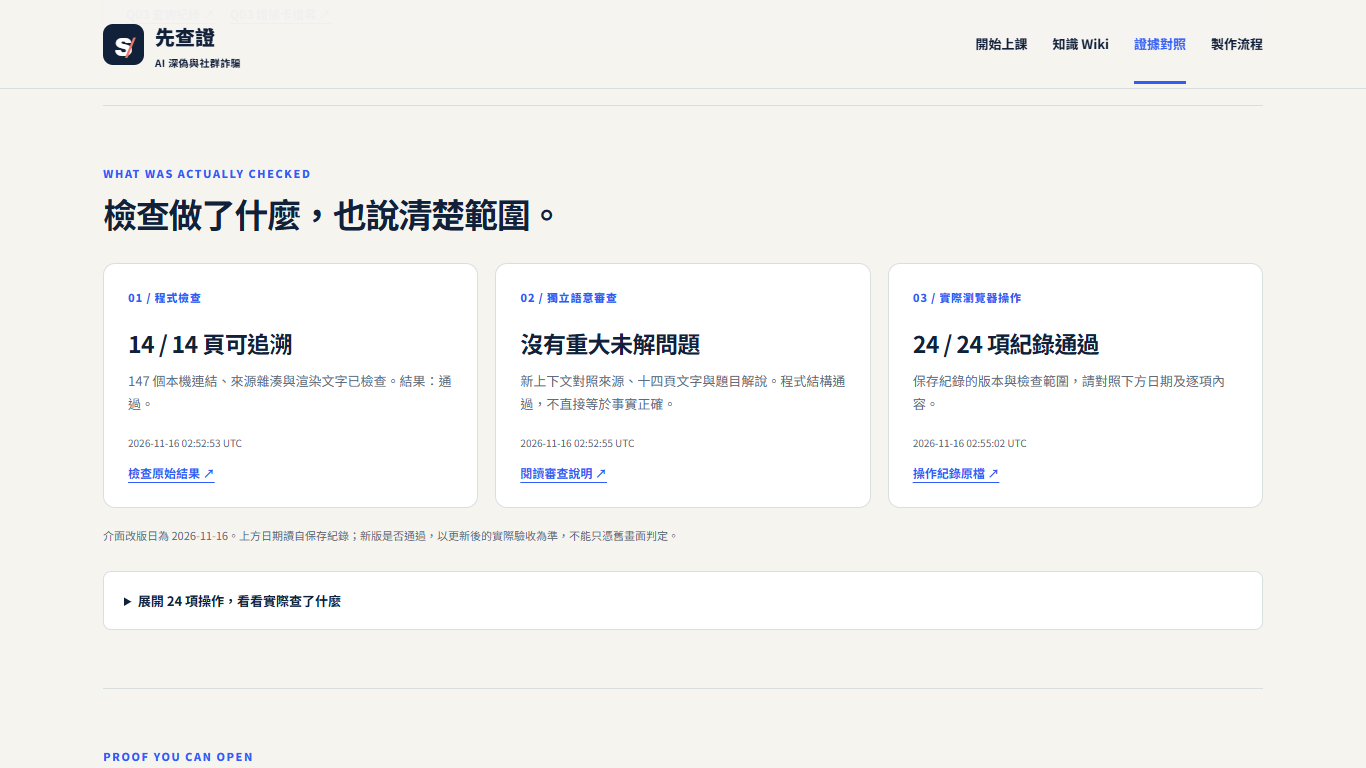 先查證
AI 深偽與社群詐騙
開始上課
知識 Wiki
證據對照
製作流程
WHAT WAS ACTUALLY CHECKED
檢查做了什麼，也說清楚範圍。
01 / 程式檢查
14 / 14 頁可追溯
147 個本機連結、來源雜湊與渲染文字已檢查。結果：通
過。
2026-11-16 02:52:53 UTC
檢查原始結果 ↗
02 / 獨立語意審查
沒有重大未解問題
新上下文對照來源、十四頁文字與題目解說。程式結構通
過，不直接等於事實正確。
2026-11-16 02:52:55 UTC
閱讀審查說明 ↗
03 / 實際瀏覽器操作
24 / 24 項紀錄通過
保存紀錄的版本與檢查範圍，請對照下方日期及逐項內
容。
2026-11-16 02:55:02 UTC
操作紀錄原檔 ↗
介面改版日為 2026-11-16。上方日期讀自保存紀錄；新版是否通過，以更新後的實際驗收為準，不能只憑舊畫面判定。
▶ 展開 24 項操作，看看實際查了什麼
PROOF YOU CAN OPEN